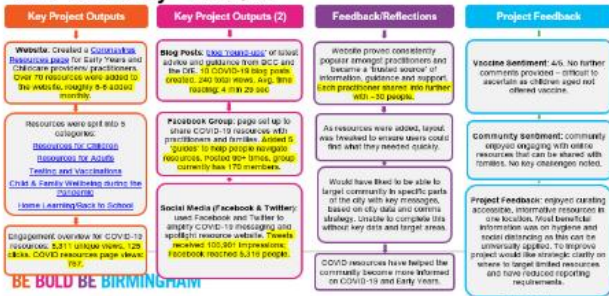 Key Project Outputs
Website: Created a Coronavirus
Resources page for Early Years and
Childcare providers/ practitioners.
Over 70 resources were added to
the website, roughly 6-8 added
monthly.
Resources were split into 5
categories:
Resources for Children
Resources for Adults
Testing and Vaccinations
Child & Family Wellbeing during the
Pandemic
Home Learning/Back to School
Engagement overview for COVID-19
resources: 5,311 unique views, 125
clicks. COVID resources page views:
767.
Key Project Outputs (2)
Blog Posts: blog 'round-ups' of latest
advice and guidance from BCC and
the DfE. 10 COVID-19 blog posts
created, 240 total views. Avg. time
reading: 4 min 29 sec
Facebook Group: page set up to
share COVID-19 resources with
practitioners and families. Added 5
'guides' to help people navigate
resources. Posted 90+ times, group
currently has 170 members.
Social Media (Facebook & Twitter):
used Facebook and Twitter to
amplify COVID-19 messaging and
spotlight resource website. Tweets
received 100,901 impressions;
Facebook reached 5,319 people.
Feedback/Reflections
Website proved consistently
popular amongst practitioners and
became a 'trusted source' of
information, guidance and support.
Each practitioner shared into further
with ~30 people.
As resources were added, layout
was tweaked to ensure users could
find what they needed quickly.
Would have liked to be able to
target community in specific parts
of the city with key messages,
based on city data and comms
strategy. Unable to complete this
without key data and target areas.
COVID resources have helped the
community become more informed
on COVID-19 and Early Years.
Project Feedback
Vaccine Sentiment: 4/5. No further
comments provided – difficult to
ascertain as children aged not
offered vaccine.
Community Sentiment: community
enjoyed engaging with online
resources that can be shared with
families. No key challenges noted.
Project Feedback: enjoyed curating
accessible, informative resources in
one location. Most beneficial
information was on hygiene and
social distancing as this can be
universally applied. To improve
project would like strategic clarity on
where to target limited resources
and have reduced reporting
requirements.
BE BOLD BE BIRMINGHAM